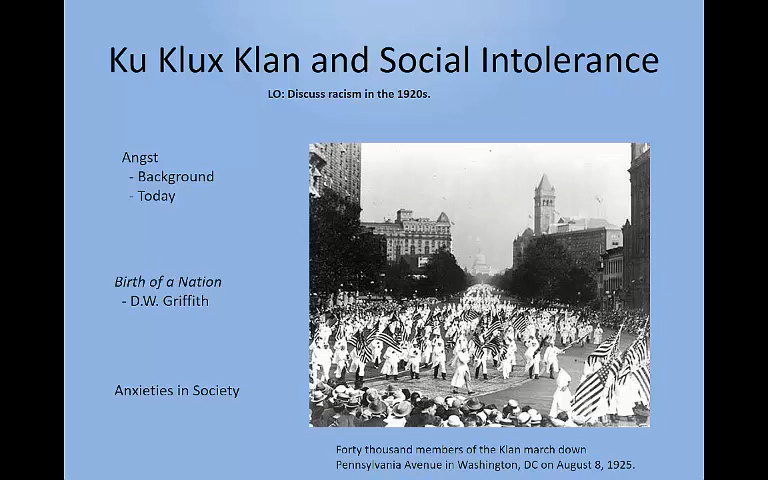 Ku Klux Klan and Social Intolerance
LO: Discuss racism in the 1920s.
Angst
- Background
- Today
Birth of a Nation
- D.W. Griffith
Anxieties in Society
Forty thousand members of the Klan march down
Pennsylvania Avenue in Washington, DC on August 8, 1925.